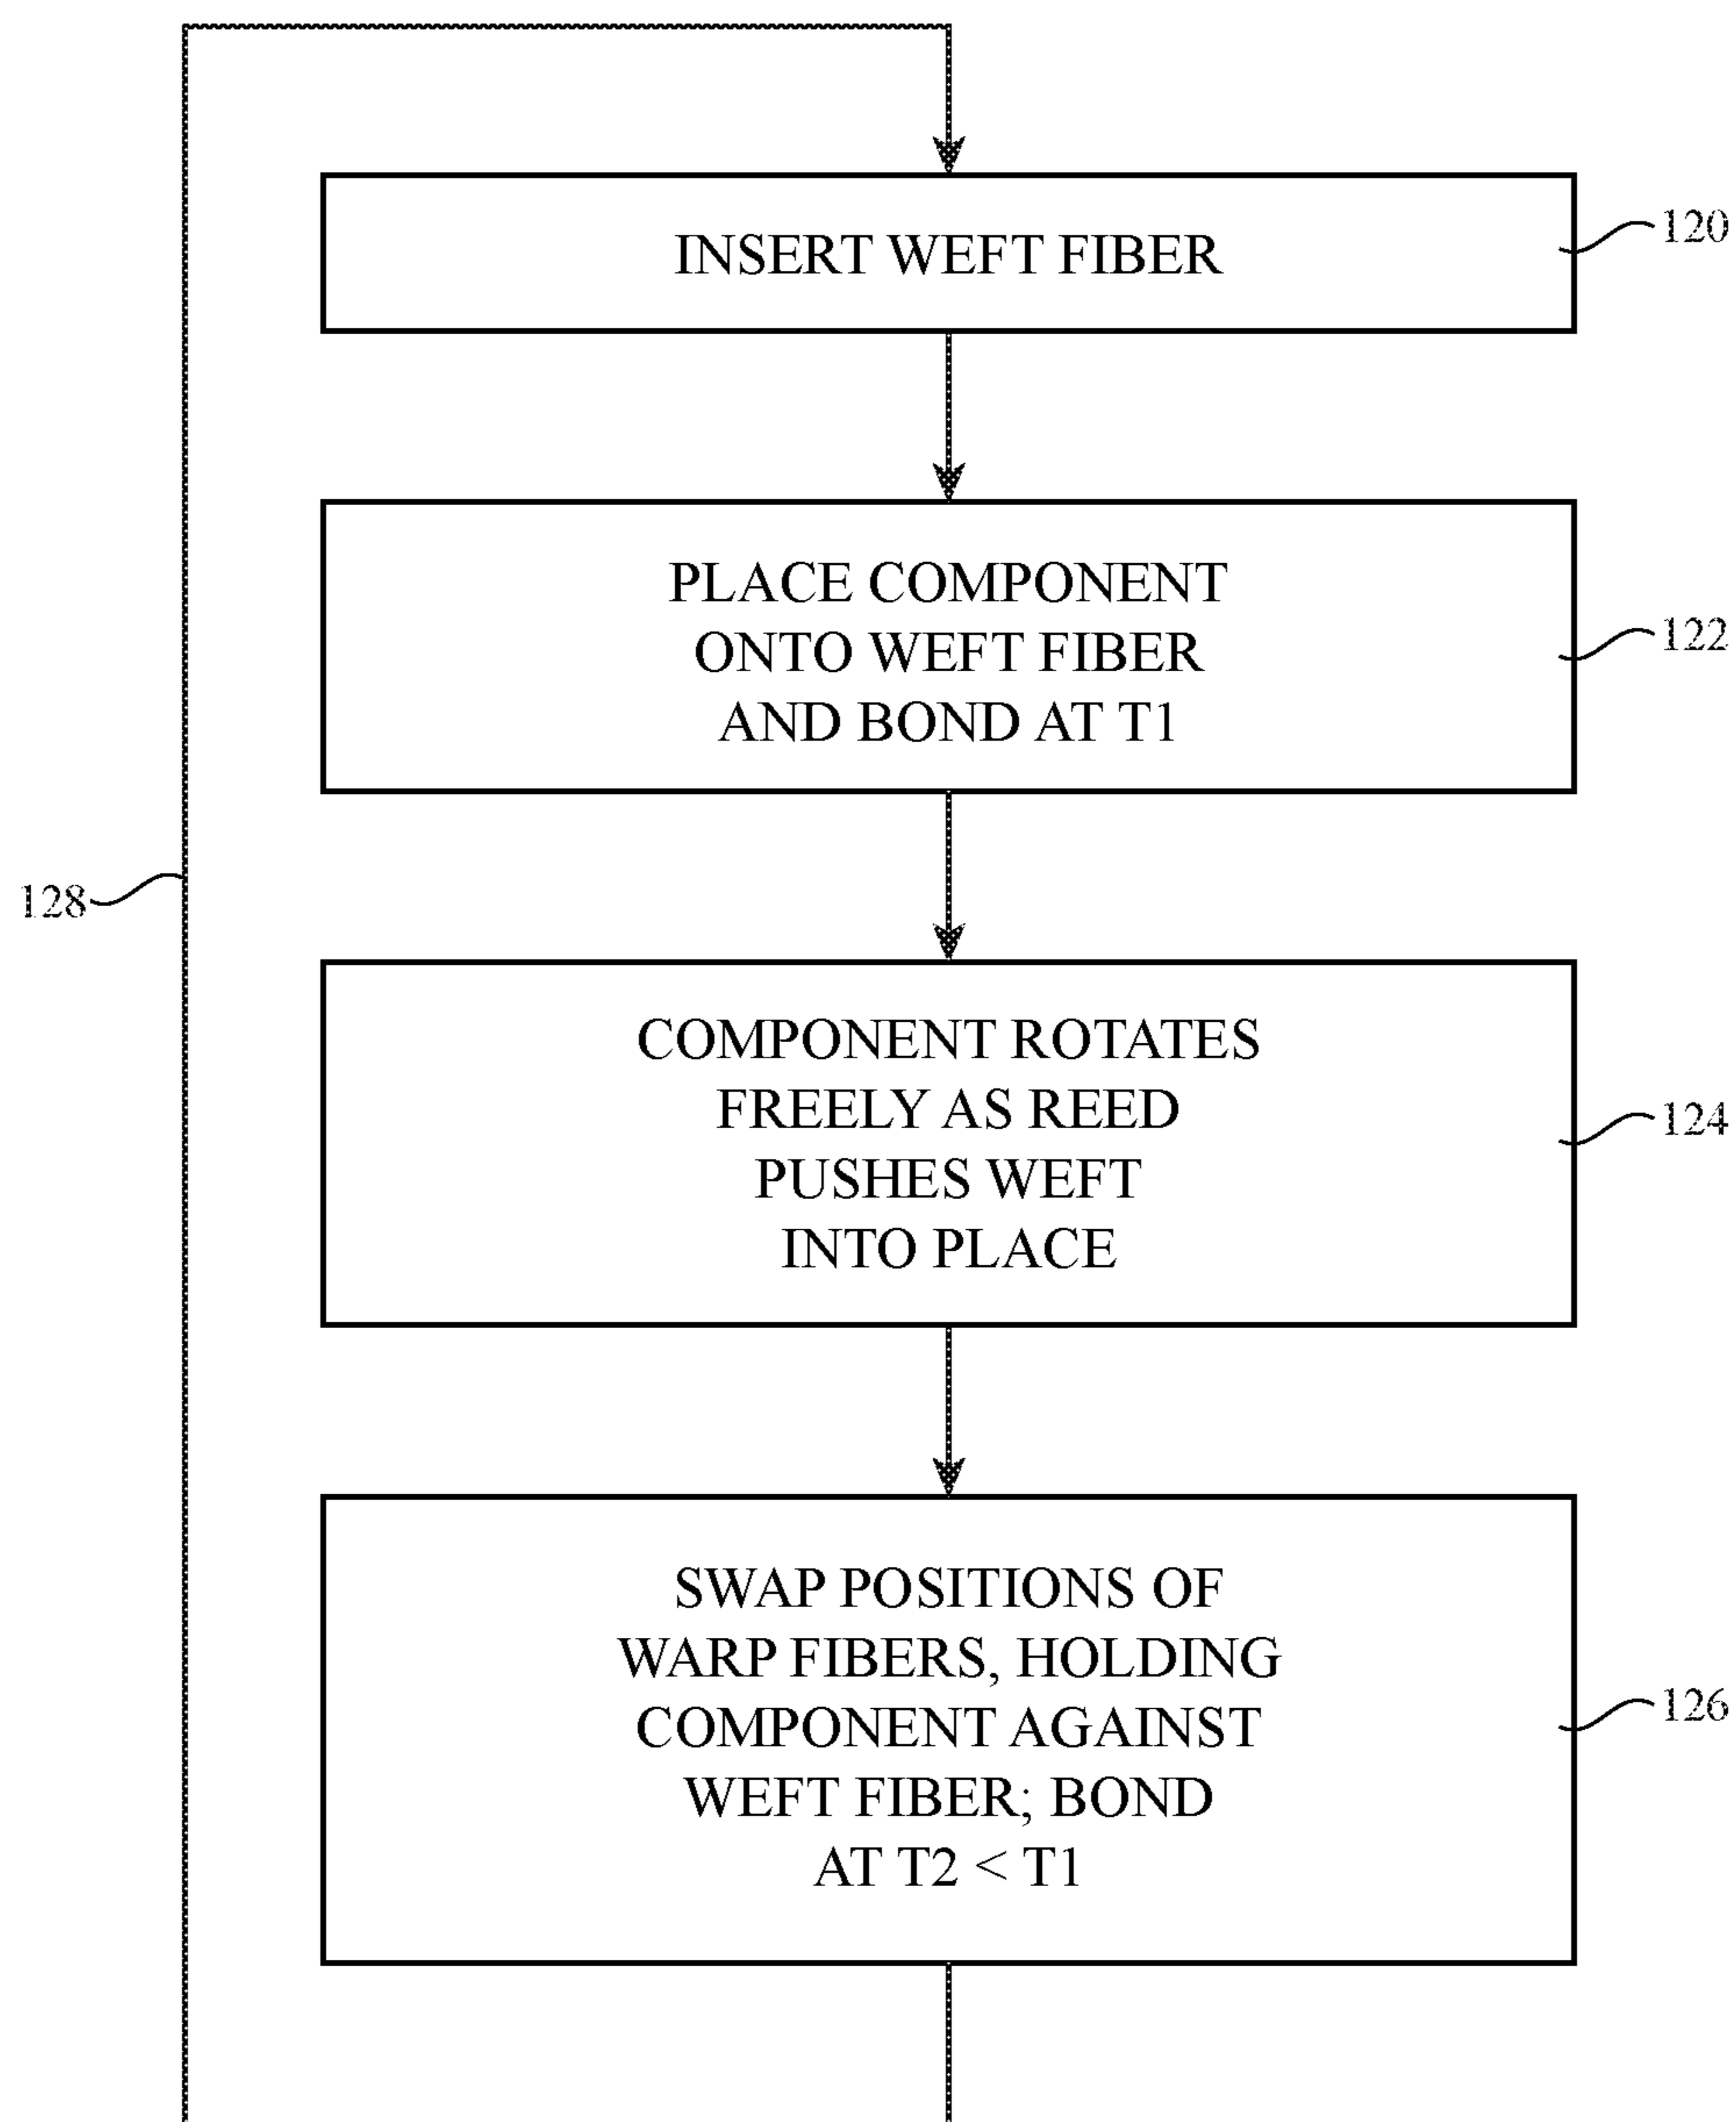 INSERT WEFT FIBER
120
PLACE COMPONENT
ONTO WEFT FIBER
AND BOND AT T1
122
128
COMPONENT ROTATES
FREELY AS REED
PUSHES WEFT
INTO PLACE
124
SWAP POSITIONS OF
WARP FIBERS, HOLDING
COMPONENT AGAINST
WEFT FIBER; BOND
AT T2 < T1
126